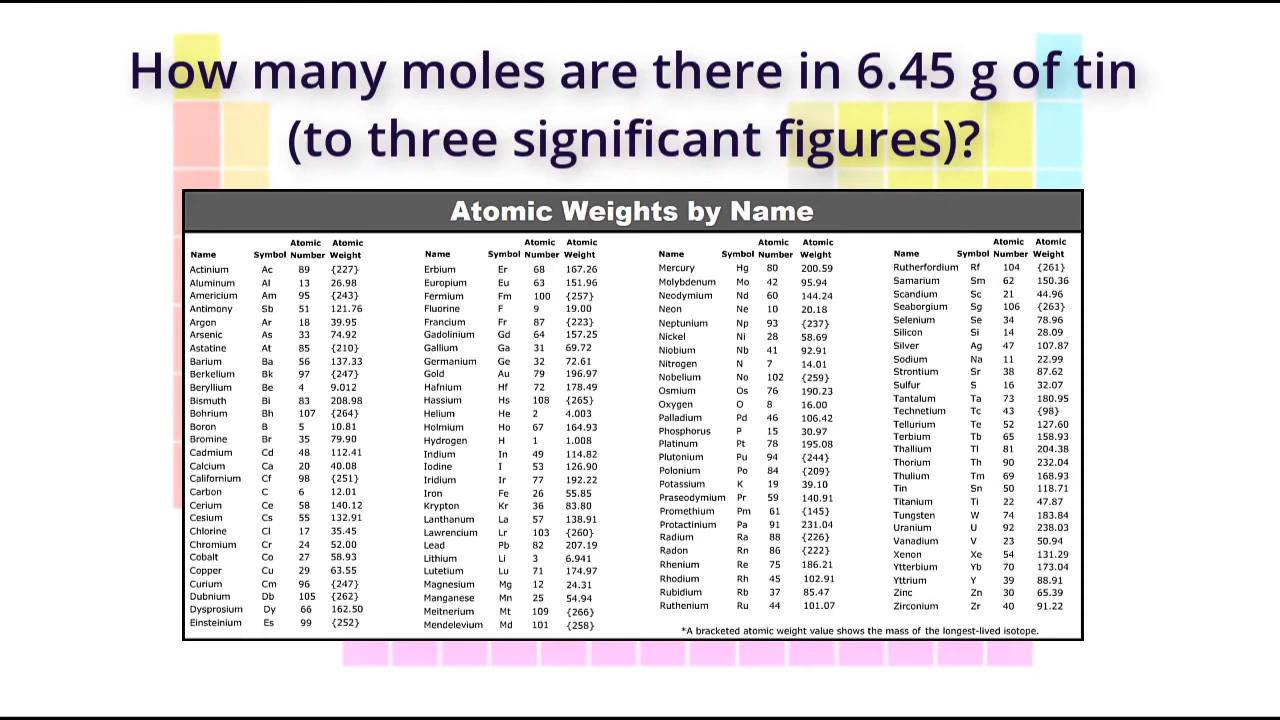 How many moles are there in 6.45 g of tin
(to three significant figures)?
Atomic Weights by Name
Name Symbol Atomic Number Atomic Weight
Actinium Ac 89 {227}
Aluminum Al 13 26.98
Americium Am 95 {243}
Antimony Sb 51 121.76
Argon Ar 18 39.95
Arsenic As 33 74.92
Astatine At 85 {210}
Barium Ba 56 137.33
Berkelium Bk 97 {247}
Beryllium Be 4 9.012
Bismuth Bi 83 208.98
Bohrium Bh 107 {264}
Boron B 5 10.81
Bromine Br 35 79.90
Cadmium Cd 48 112.41
Calcium Ca 20 40.08
Californium Cf 98 {251}
Carbon C 6 12.01
Cerium Ce 58 140.12
Cesium Cs 55 132.91
Chlorine Cl 17 35.45
Chromium Cr 24 52.00
Cobalt Co 27 58.93
Copper Cu 29 63.55
Curium Cm 96 {247}
Dubnium Db 105 {262}
Dysprosium Dy 66 162.50
Einsteinium Es 99 {252}
Name Symbol Atomic Number Atomic Weight
Erbium Er 68 167.26
Europium Eu 63 151.96
Fermium Fm 100 {257}
Fluorine F 9 19.00
Francium Fr 87 {223}
Gadolinium Gd 64 157.25
Gallium Ga 31 69.72
Germanium Ge 32 72.61
Gold Au 79 196.97
Hafnium Hf 72 178.49
Hassium Hs 108 {265}
Helium He 2 4.003
Holmium Ho 67 164.93
Hydrogen H 1 1.008
Indium In 49 114.82
Iodine I 53 126.90
Iridium Ir 77 192.22
Iron Fe 26 55.85
Krypton Kr 36 83.80
Lanthanum La 57 138.91
Lawrencium Lr 103 {260}
Lead Pb 82 207.19
Lithium Li 3 6.941
Lutetium Lu 71 174.97
Magnesium Mg 12 24.31
Manganese Mn 25 54.94
Meitnerium Mt 109 {266}
Mendelevium Md 101 {258}
Name Symbol Atomic Number Atomic Weight
Mercury Hg 80 200.59
Molybdenum Mo 42 95.94
Neodymium Nd 60 144.24
Neon Ne 10 20.18
Neptunium Np 93 {237}
Nickel Ni 28 58.69
Niobium Nb 41 92.91
Nitrogen N 7 14.01
Nobelium No 102 {259}
Osmium Os 76 190.23
Oxygen O 8 16.00
Palladium Pd 46 106.42
Phosphorus P 15 30.97
Platinum Pt 78 195.08
Plutonium Pu 94 {244}
Polonium Po 84 {209}
Potassium K 19 39.10
Praseodymium Pr 59 140.91
Promethium Pm 61 {145}
Protactinium Pa 91 231.04
Radium Ra 88 {226}
Radon Rn 86 {222}
Rhenium Re 75 186.21
Rhodium Rh 45 102.91
Rubidium Rb 37 85.47
Ruthenium Ru 44 101.07
Name Symbol Atomic Number Atomic Weight
Rutherfordium Rf 104 {261}
Samarium Sm 62 150.36
Scandium Sc 21 44.96
Seaborgium Sg 106 {263}
Selenium Se 34 78.96
Silicon Si 14 28.09
Silver Ag 47 107.87
Sodium Na 11 22.99
Strontium Sr 38 87.62
Sulfur S 16 32.07
Tantalum Ta 73 180.95
Technetium Tc 43 {98}
Tellurium Te 52 127.60
Terbium Tb 65 158.93
Thallium Tl 81 204.38
Thorium Th 90 232.04
Thulium Tm 69 168.93
Tin Sn 50 118.71
Titanium Ti 22 47.87
Tungsten W 74 183.84
Uranium U 92 238.03
Vanadium V 23 50.94
Xenon Xe 54 131.29
Ytterbium Yb 70 173.04
Yttrium Y 39 88.91
Zinc Zn 30 65.39
Zirconium Zr 40 91.22
*A bracketed atomic weight value shows the mass of the longest-lived isotope.